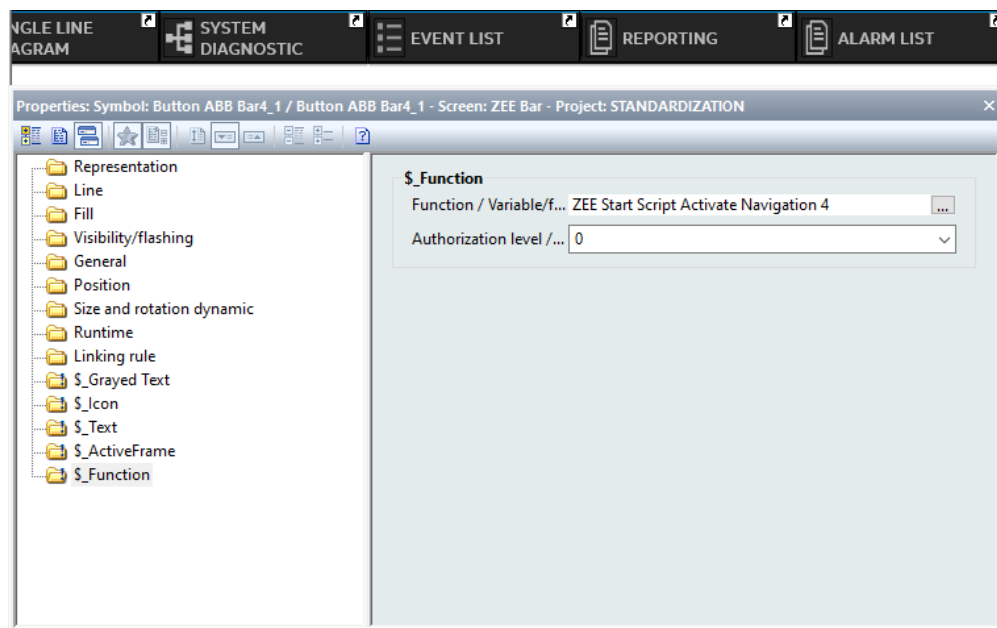 NGLE LINE
AGRAM
SYSTEM
DIAGNOSTIC
EVENT LIST
REPORTING
ALARM LIST
Properties: Symbol: Button ABB Bar4_1 / Button ABB Bar4_1 - Screen: ZEE Bar - Project: STANDARDIZATION
Representation
Line
Fill
Visibility/flashing
General
Position
Size and rotation dynamic
Runtime
Linking rule
$_Grayed Text
$_Icon
$_Text
$_ActiveFrame
$_Function
$_Function
Function / Variable/f... ZEE Start Script Activate Navigation 4 ...
Authorization level /... 0